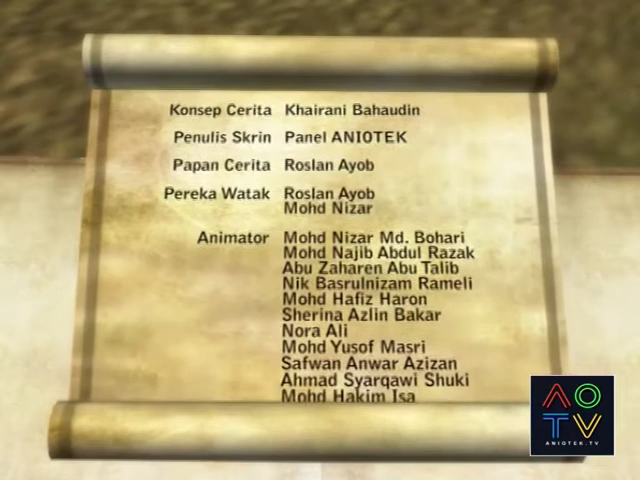 Konsep Cerita Khairani Bahaudin
Penulis Skrin Panel ANIOTEK
Papan Cerita Roslan Ayob
Pereka Watak Roslan Ayob
Mohd Nizar
Animator Mohd Nizar Md. Bohari
Mohd Najib Abdul Razak
Abu Zaharen Abu Talib
Nik Basrulnizam Rameli
Mohd Hafiz Haron
Sherina Azlin Bakar
Nora Ali
Mohd Yusof Masri
Safwan Anwar Azizan
Ahmad Syarqawi Shuki
Mohd Hakim Isa
AO
TV
ANIOTEK.TV